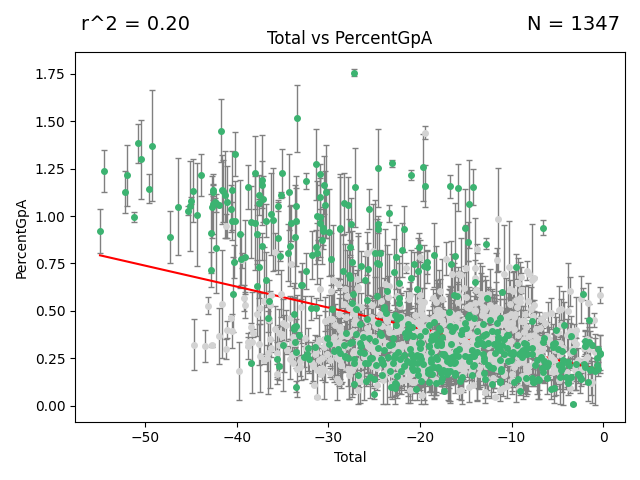 r^2 = 0.20
N = 1347
Total vs PercentGpA
1.75
1.50
1.25
1.00
0.75
0.50
0.25
0.00
PercentGpA
−50
−40
−30
−20
−10
0
Total